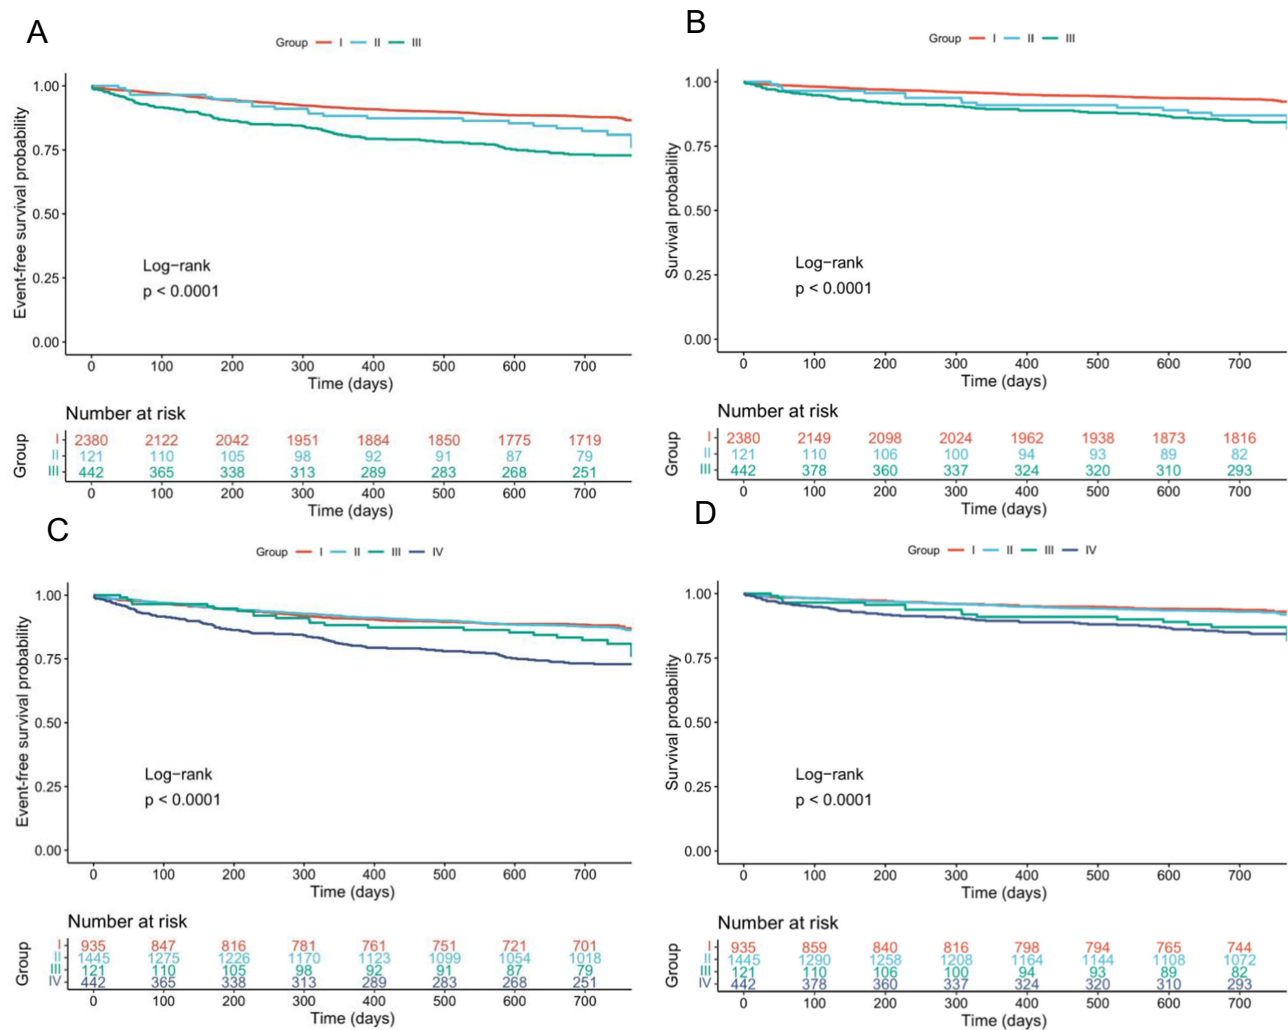 A
Group I II III
Event-free survival probability
1.00
0.75
0.50
0.25
0.00
Log-rank
p < 0.0001
0 100 200 300 400 500 600 700
Time (days)
Number at risk
Group
I 2380 2122 2042 1951 1884 1850 1775 1719
II 121 110 105 98 92 91 87 79
III 442 365 338 313 289 283 268 251
0 100 200 300 400 500 600 700
Time (days)
B
Group I II III
Survival probability
1.00
0.75
0.50
0.25
0.00
Log-rank
p < 0.0001
0 100 200 300 400 500 600 700
Time (days)
Number at risk
Group
I 2380 2149 2098 2024 1962 1938 1873 1816
II 121 110 106 100 94 93 89 82
III 442 378 360 337 324 320 310 293
0 100 200 300 400 500 600 700
Time (days)
C
Group I II III IV
Event-free survival probability
1.00
0.75
0.50
0.25
0.00
Log-rank
p < 0.0001
0 100 200 300 400 500 600 700
Time (days)
Number at risk
Group
I 935 847 816 781 761 751 721 701
II 1445 1275 1226 1170 1123 1099 1054 1018
III 121 110 105 98 92 91 87 79
IV 442 365 338 313 289 283 268 251
0 100 200 300 400 500 600 700
Time (days)
D
Group I II III IV
Survival probability
1.00
0.75
0.50
0.25
0.00
Log-rank
p < 0.0001
0 100 200 300 400 500 600 700
Time (days)
Number at risk
Group
I 935 859 840 816 798 794 765 744
II 1445 1290 1258 1208 1164 1144 1108 1072
III 121 110 106 100 94 93 89 82
IV 442 378 360 337 324 320 310 293
0 100 200 300 400 500 600 700
Time (days)